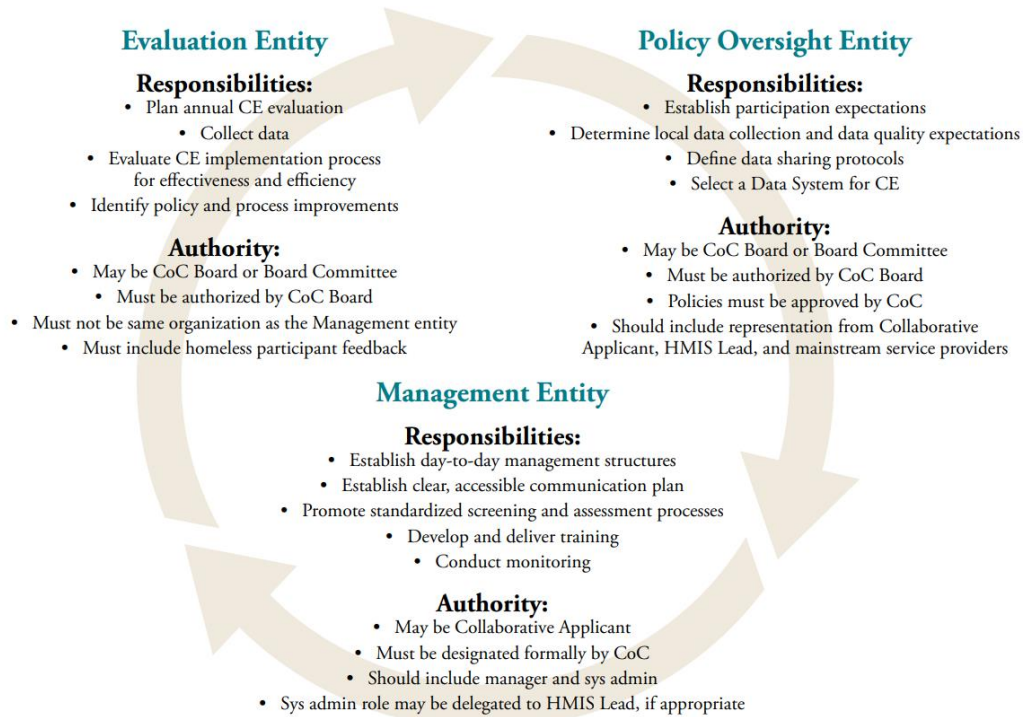 Evaluation Entity
Responsibilities:
• Plan annual CE evaluation
• Collect data
• Evaluate CE implementation process
for effectiveness and efficiency
• Identify policy and process improvements
Authority:
• May be CoC Board or Board Committee
• Must be authorized by CoC Board
• Must not be same organization as the Management entity
• Must include homeless participant feedback
Policy Oversight Entity
Responsibilities:
• Establish participation expectations
• Determine local data collection and data quality expectations
• Define data sharing protocols
• Select a Data System for CE
Authority:
• May be CoC Board or Board Committee
• Must be authorized by CoC Board
• Policies must be approved by CoC
• Should include representation from Collaborative
Applicant, HMIS Lead, and mainstream service providers
Management Entity
Responsibilities:
• Establish day-to-day management structures
• Establish clear, accessible communication plan
• Promote standardized screening and assessment processes
• Develop and deliver training
• Conduct monitoring
Authority:
• May be Collaborative Applicant
• Must be designated formally by CoC
• Should include manager and sys admin
• Sys admin role may be delegated to HMIS Lead, if appropriate